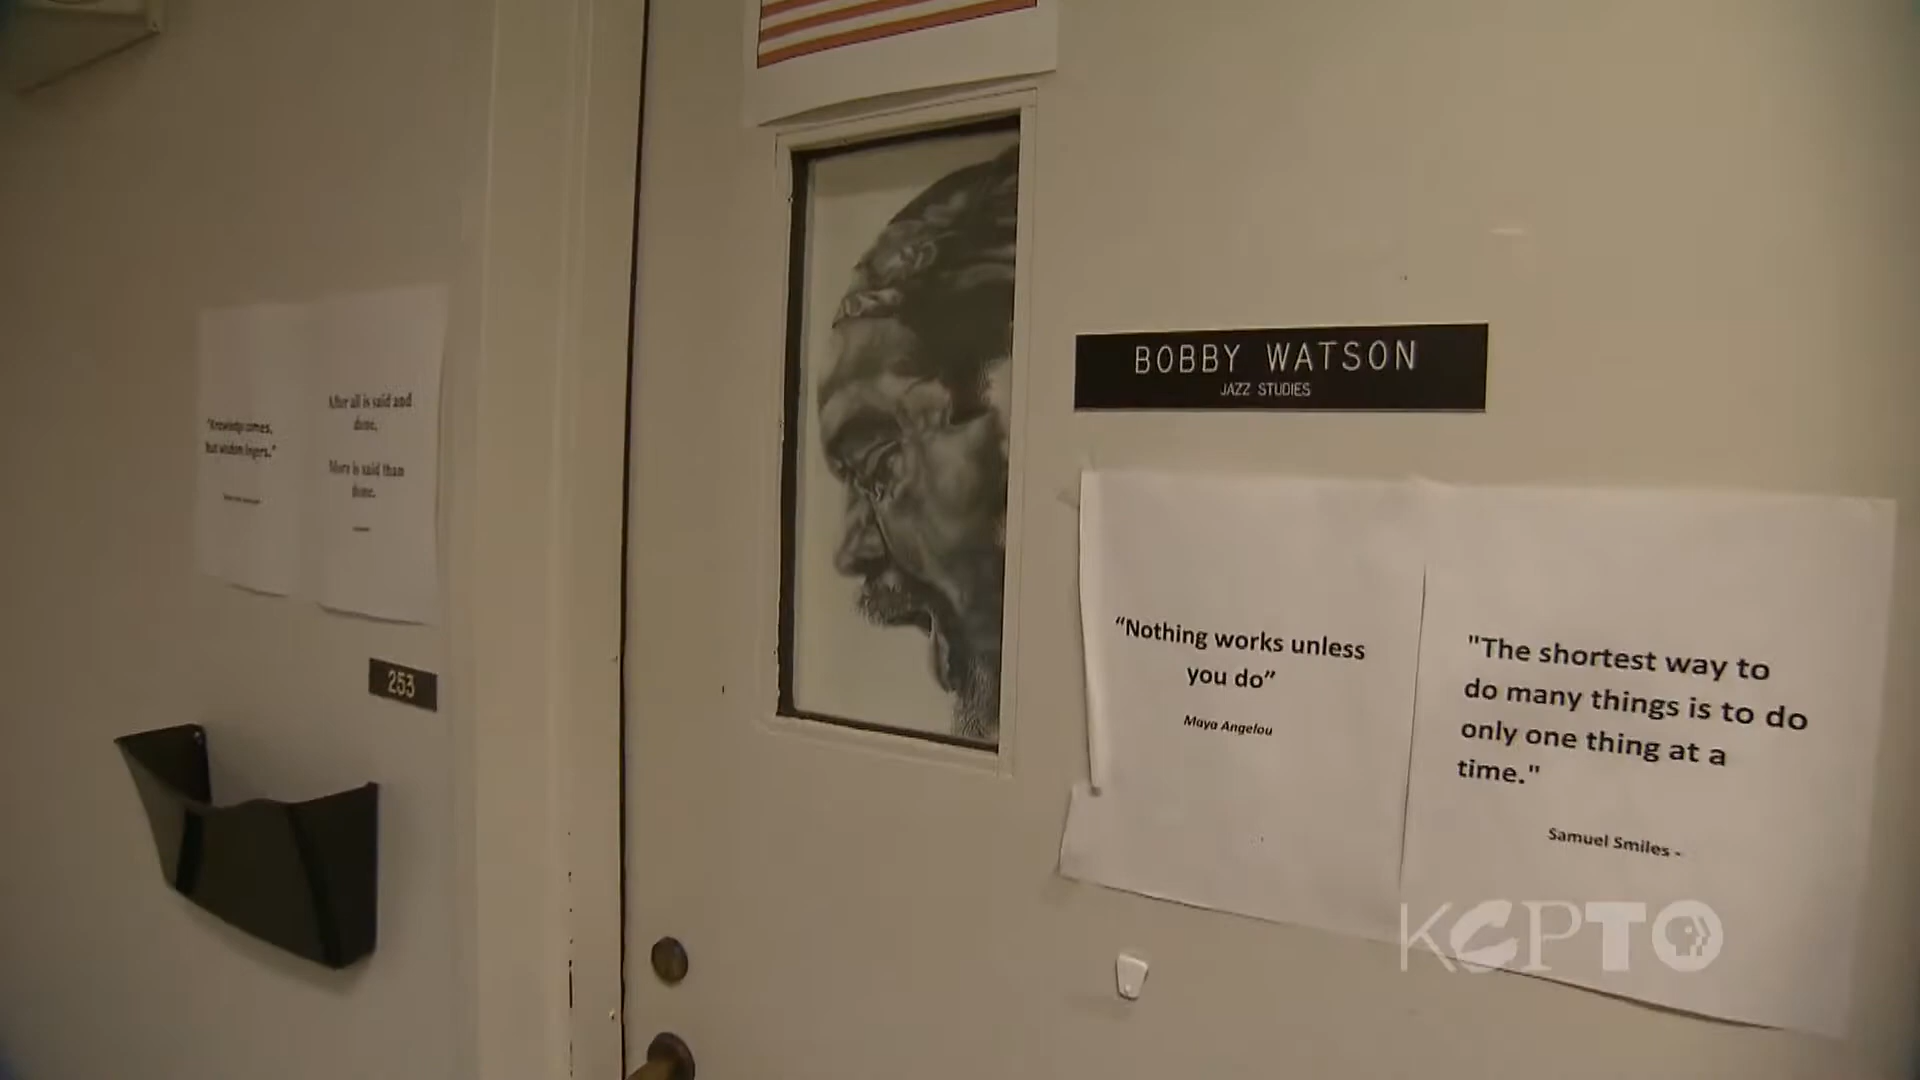 "Knowledge comes,
but wisdom lingers."
After all is said and
done.
More is said than
done.
253
BOBBY WATSON
JAZZ STUDIES
“Nothing works unless
you do”
Maya Angelou
"The shortest way to
do many things is to do
only one thing at a
time."
Samuel Smiles -
KCPT